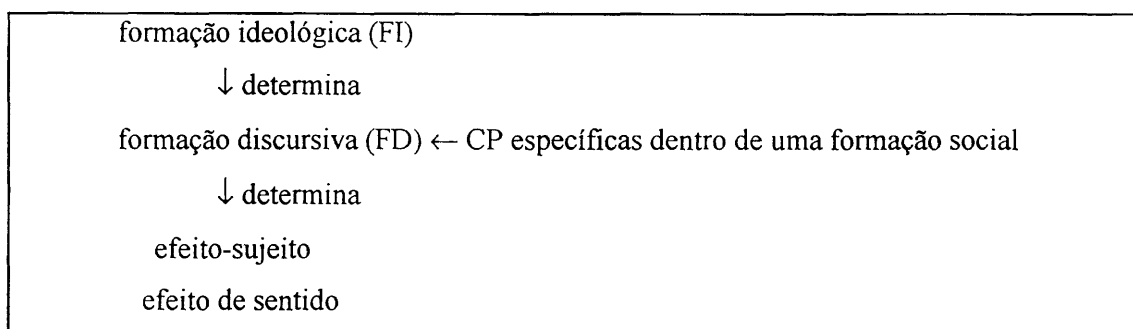 formação ideológica (FI)
↓ determina
formação discursiva (FD) ← CP específicas dentro de uma formação social
↓ determina
efeito-sujeito
efeito de sentido